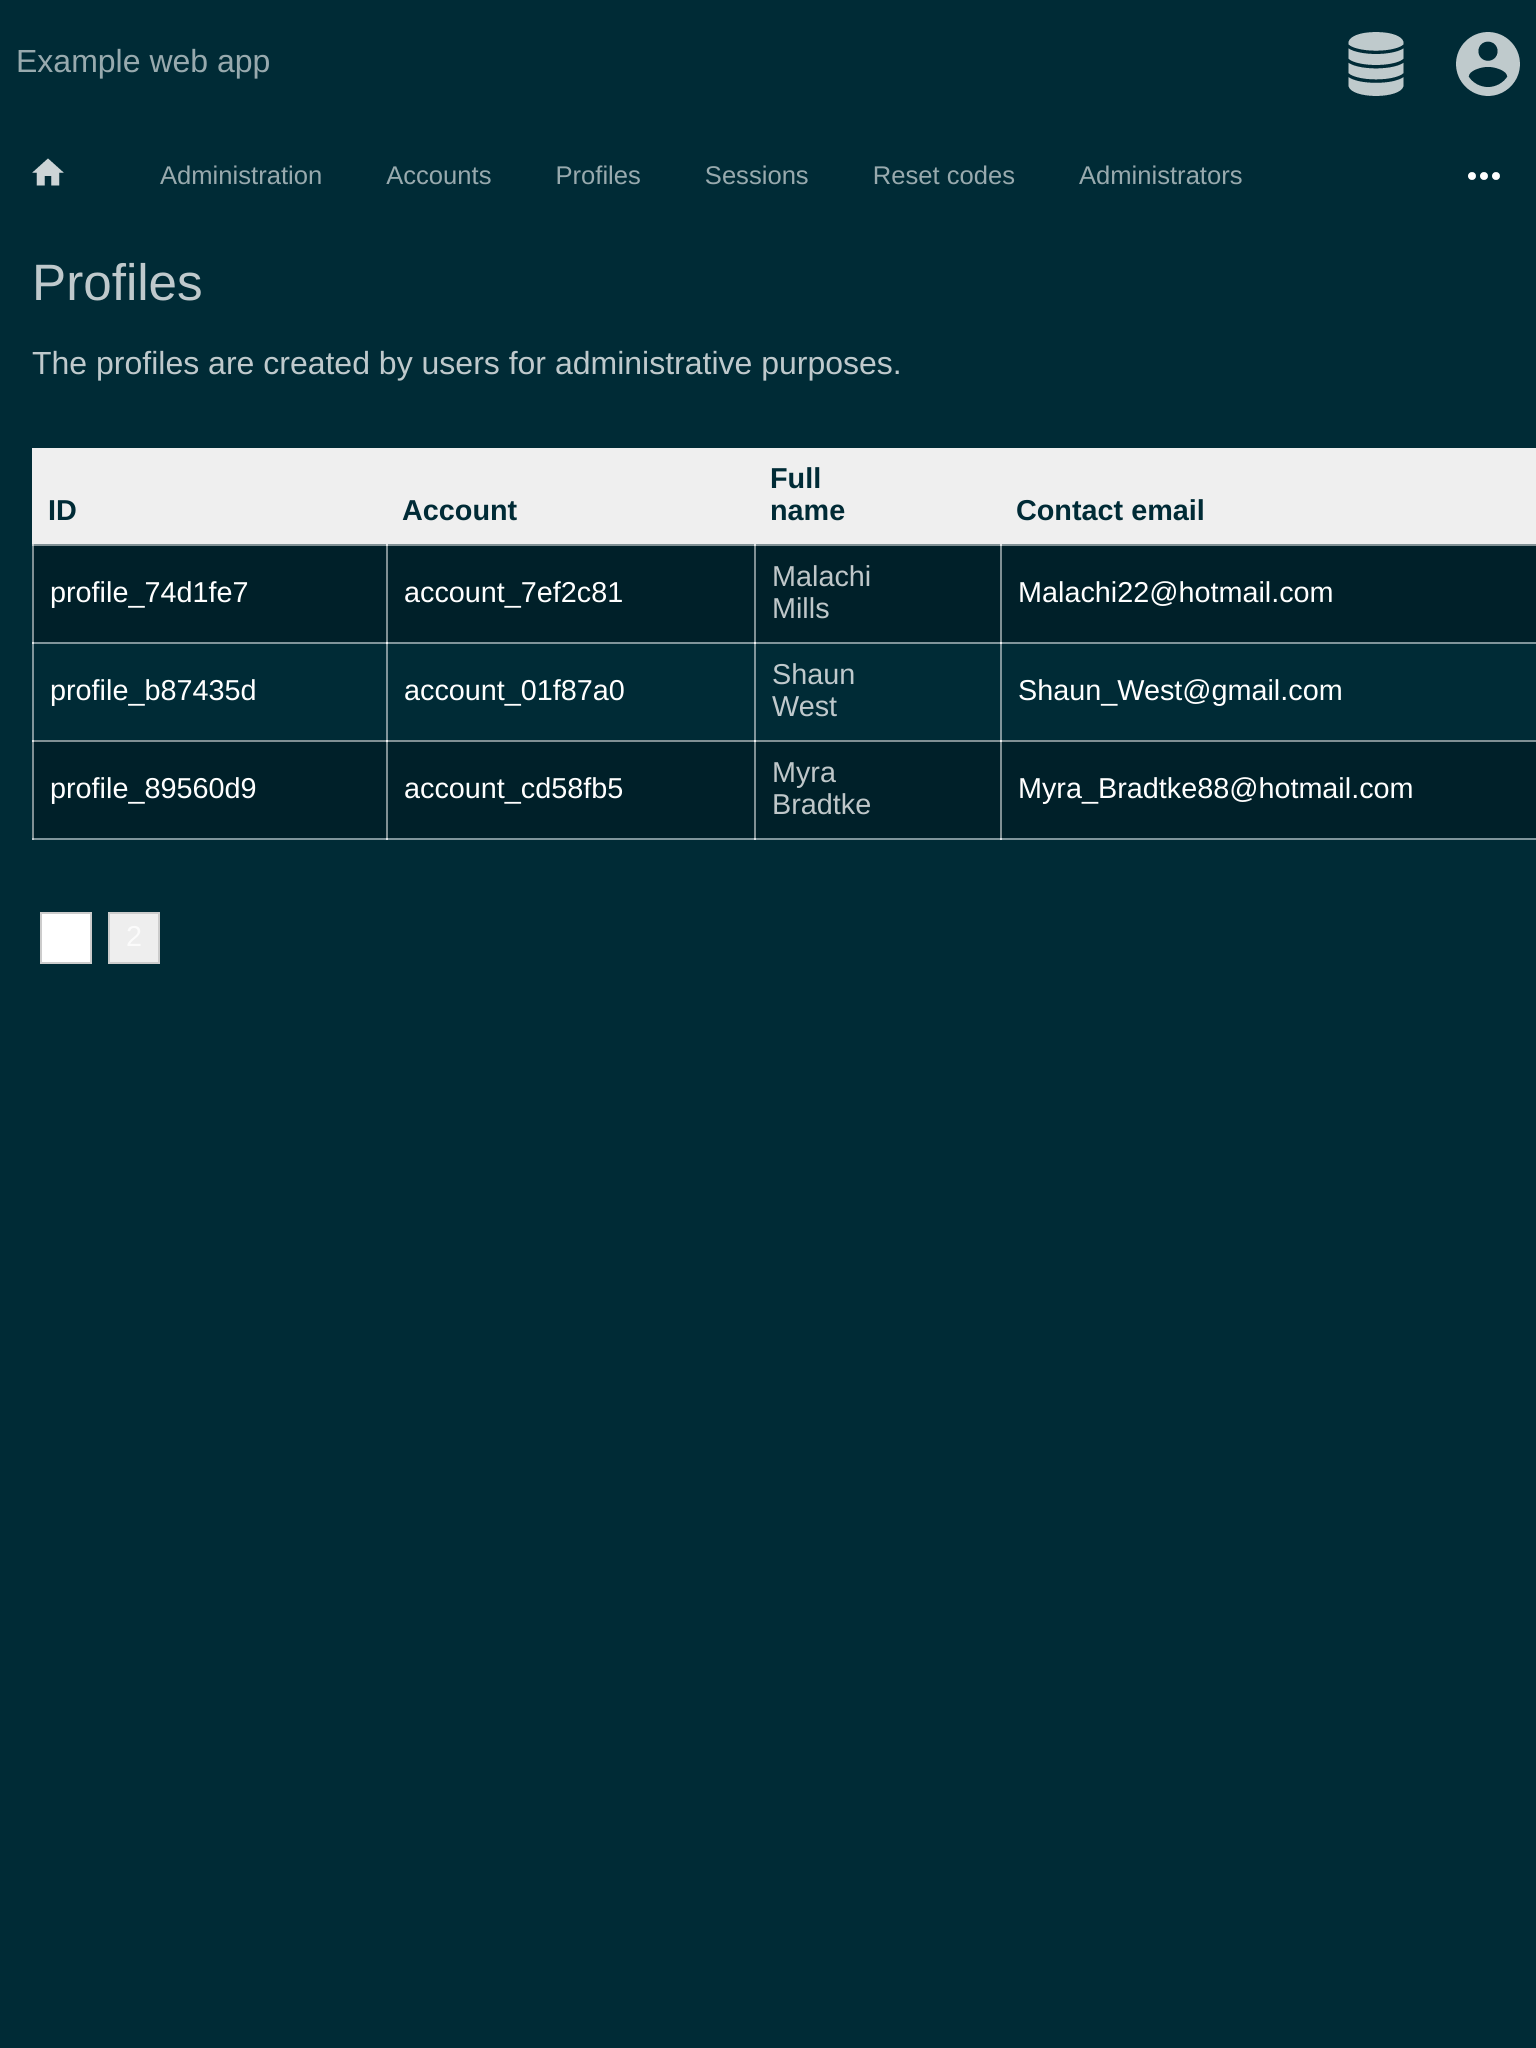 Example web app
Administration Accounts Profiles Sessions Reset codes Administrators
Profiles
The profiles are created by users for administrative purposes.
ID Account Full name Contact email
profile_74d1fe7 account_7ef2c81 Malachi Mills Malachi22@hotmail.com
profile_b87435d account_01f87a0 Shaun West Shaun_West@gmail.com
profile_89560d9 account_cd58fb5 Myra Bradtke Myra_Bradtke88@hotmail.com
2